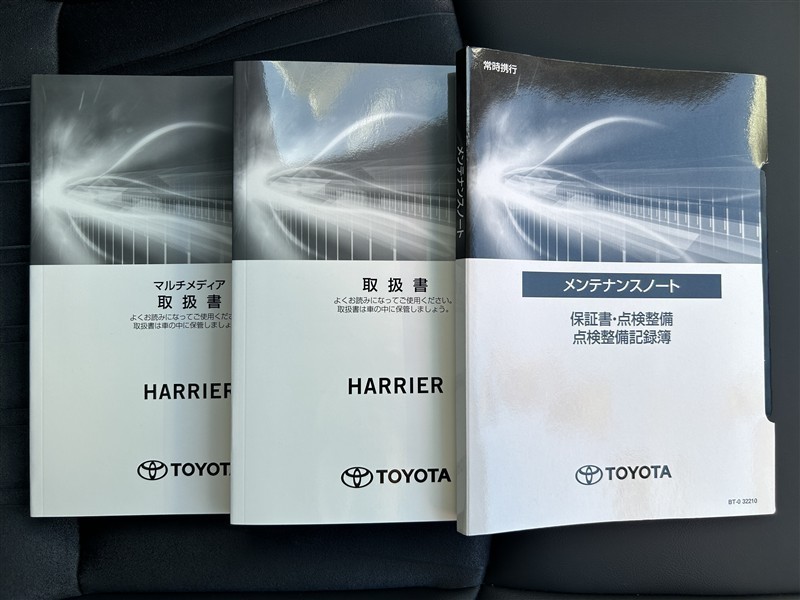 マルチメディア
取扱書
よくお読みになってご使用くださ
取扱書は車の中に保管しましょ
HARRIER
TOYOTA
取扱書
よくお読みになってご使用ください。
取扱書は車の中に保管しましょう。
HARRIER
TOYOTA
メンテナンスノート
常時携行
メンテナンスノート
保証書・点検整備
点検整備記録簿
TOYOTA
BT-0 32210